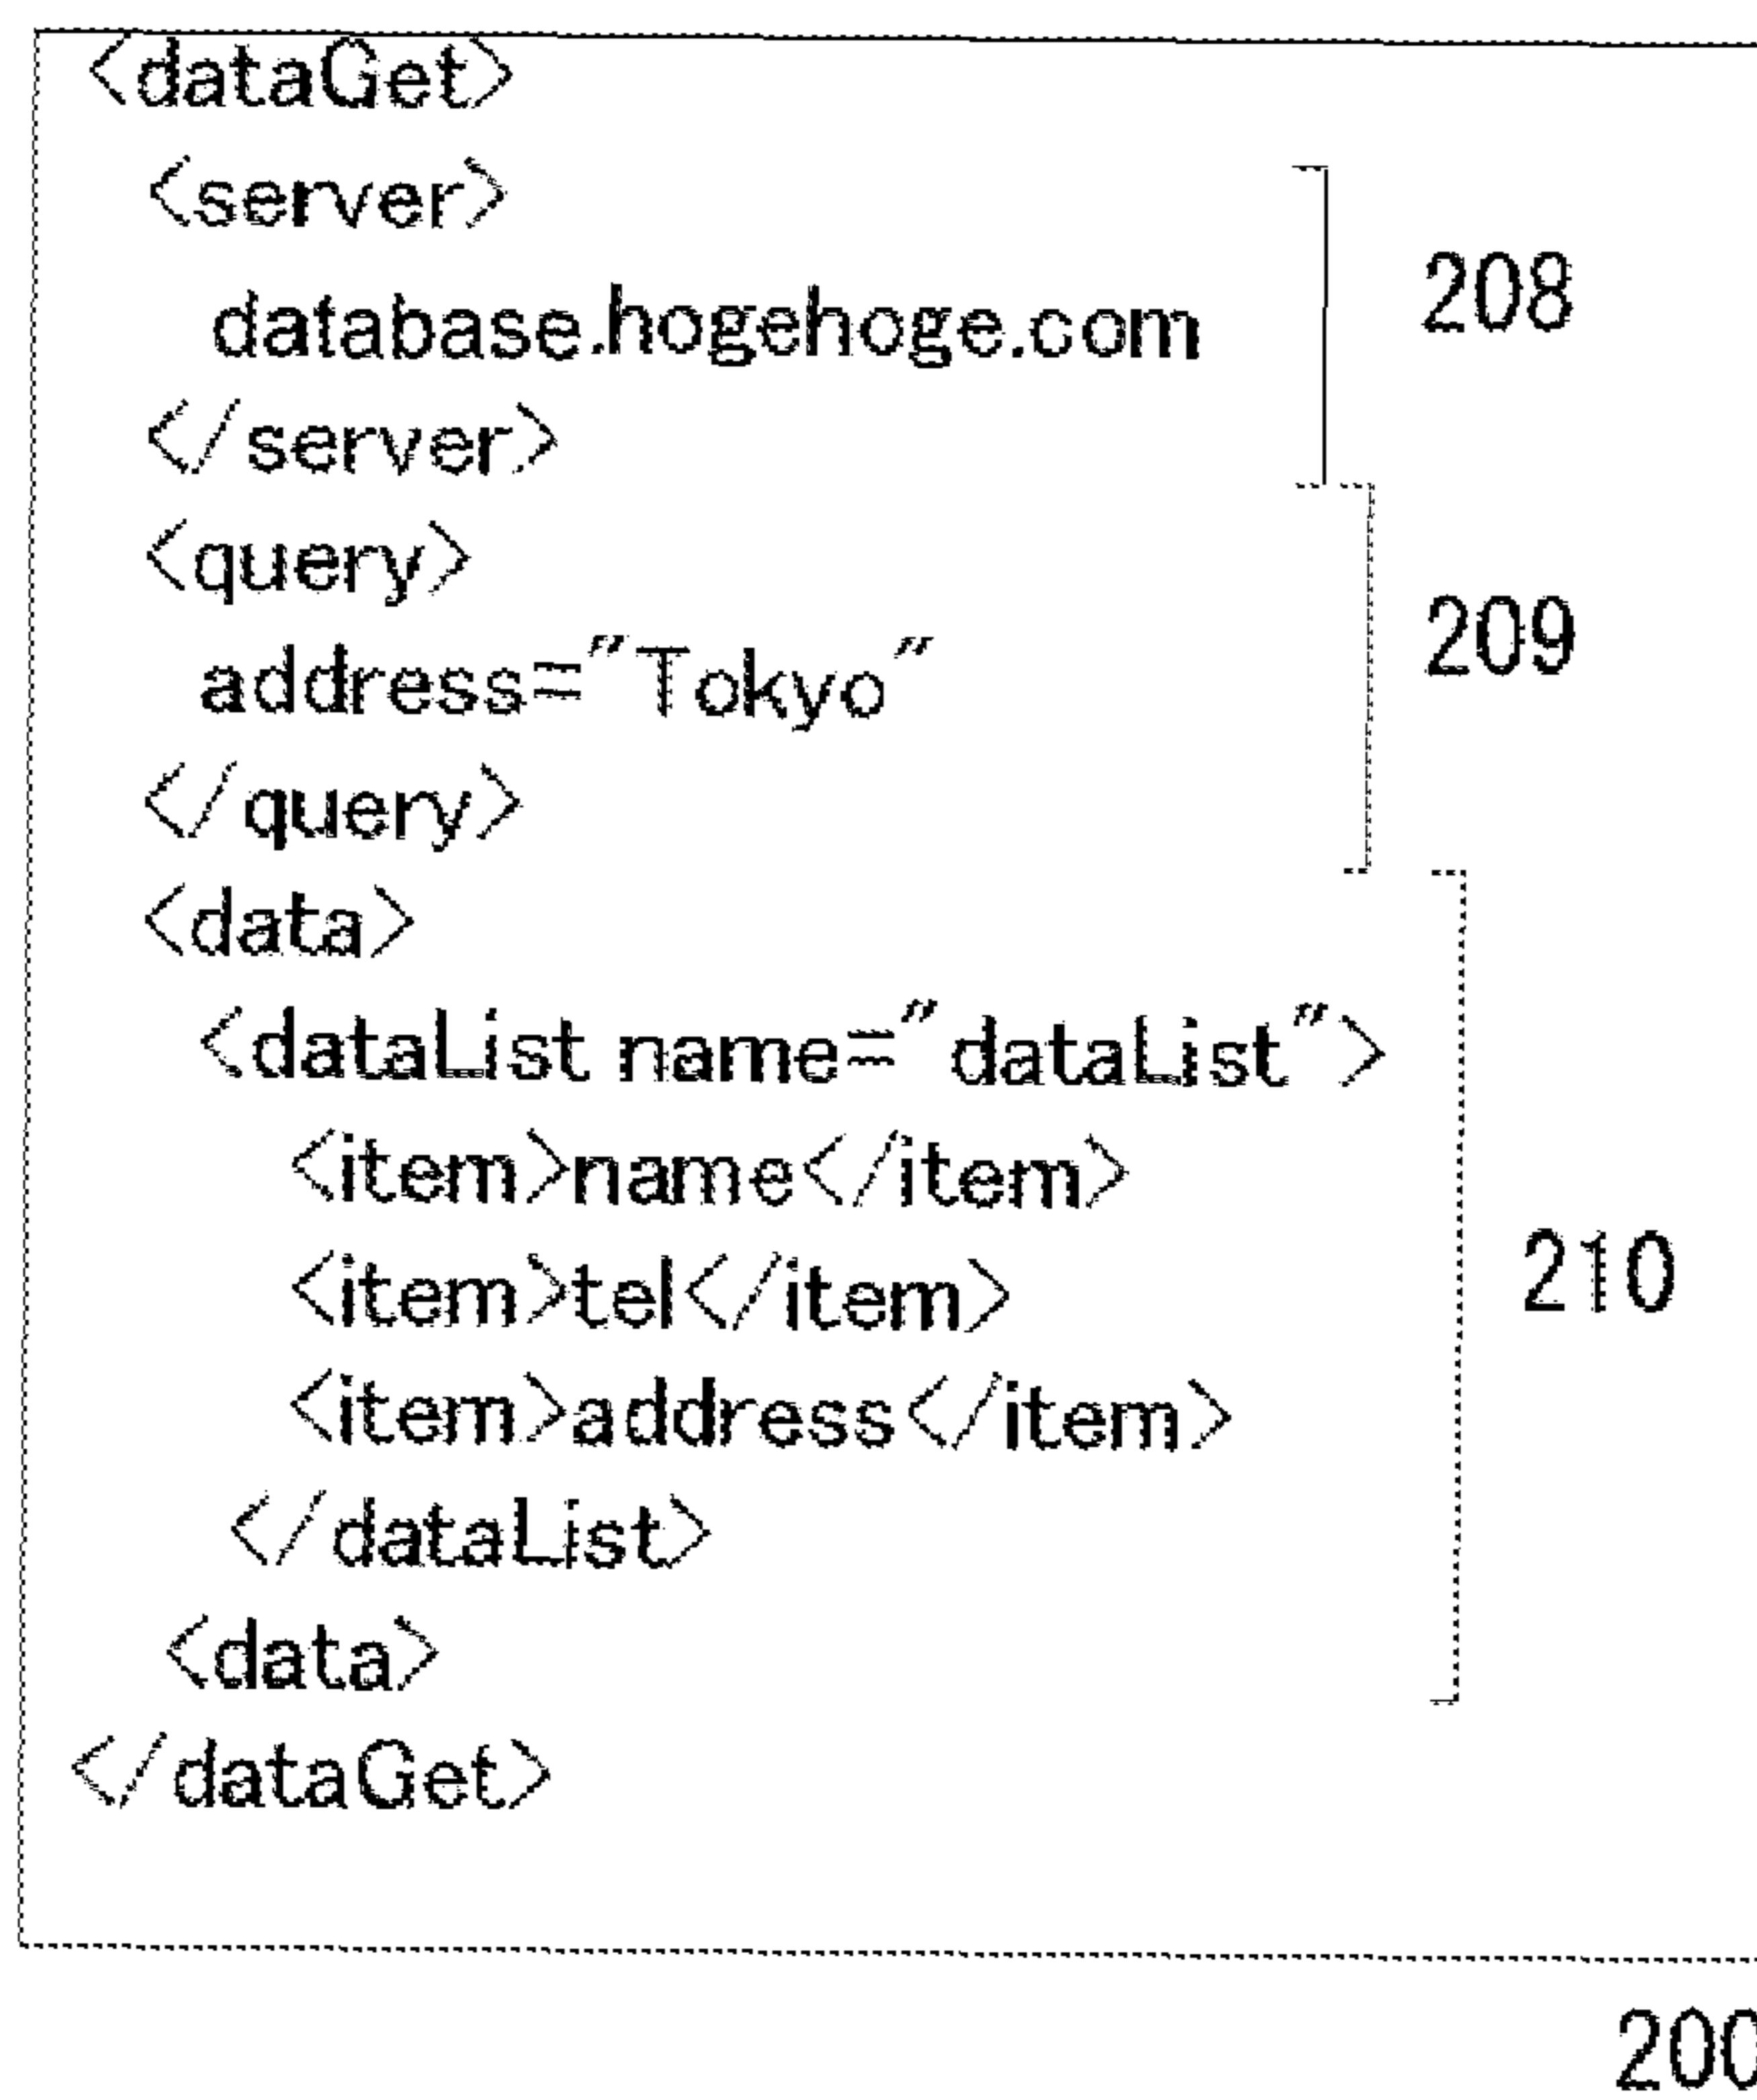 <dataGet>
<server>
208
database.hogehoge.com
</server>
<query>
209
address="Tokyo"
</query>
<data>
<dataList name="dataList">
<item>name</item>
<item>tel</item>
210
<item>address</item>
</dataList>
<data>
</dataGet>
200